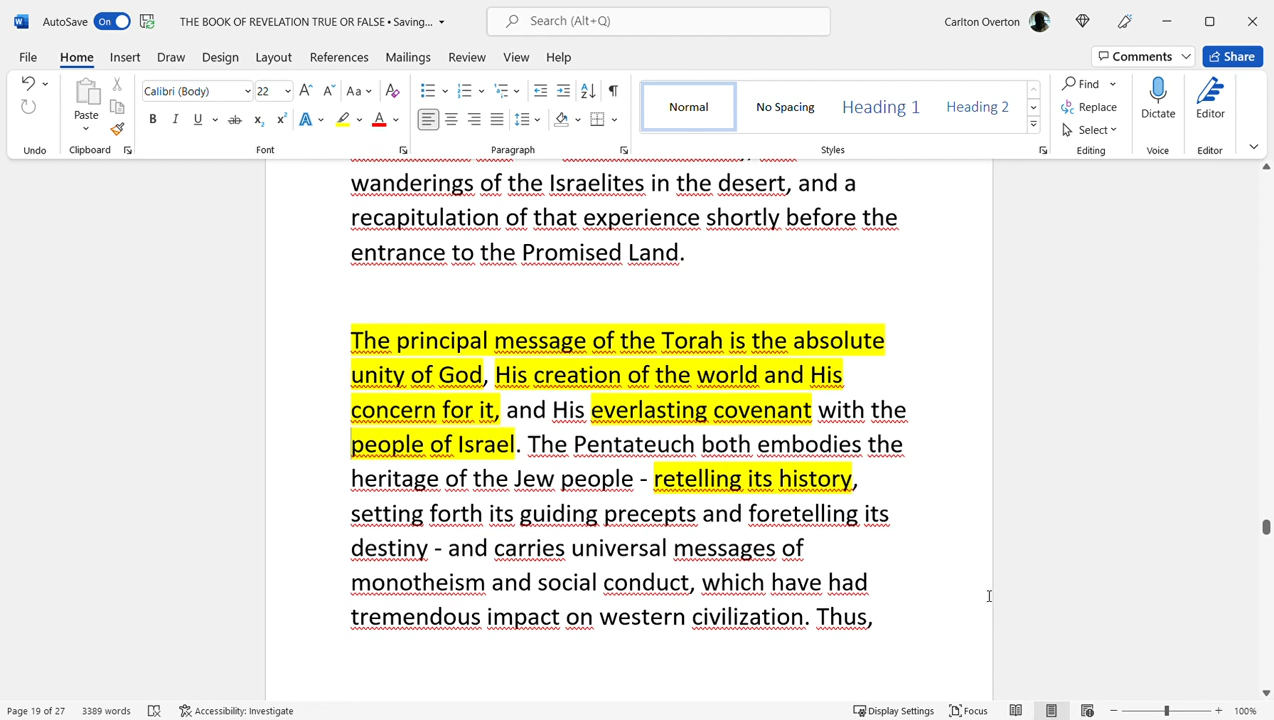 AutoSave On THE BOOK OF REVELATION TRUE OR FALSE • Saving... Search (Alt+Q) Carlton Overton
File Home Insert Draw Design Layout References Mailings Review View Help Comments Share
Calibri (Body) 22 Aa
Paste
Normal No Spacing Heading 1 Heading 2
Find
Replace
Select
Dictate Editor
Undo Clipboard Font Paragraph Styles Editing Voice Editor
wanderings of the Israelites in the desert, and a
recapitulation of that experience shortly before the
entrance to the Promised Land.
The principal message of the Torah is the absolute
unity of God, His creation of the world and His
concern for it, and His everlasting covenant with the
people of Israel. The Pentateuch both embodies the
heritage of the Jew people - retelling its history,
setting forth its guiding precepts and foretelling its
destiny - and carries universal messages of
monotheism and social conduct, which have had
tremendous impact on western civilization. Thus,
Page 19 of 27 3389 words Accessibility: Investigate Display Settings Focus 100%